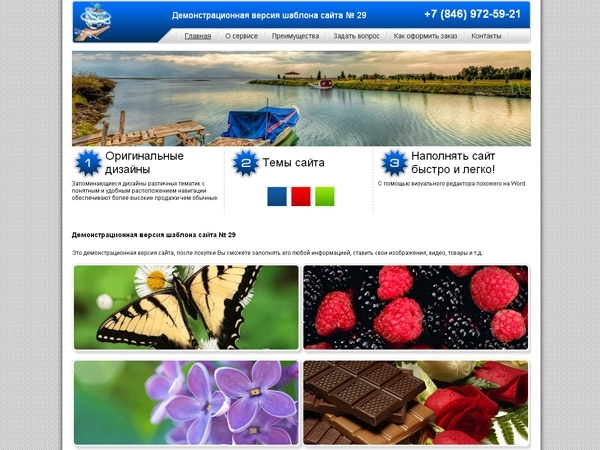 Демонстрационная версия шаблона сайта № 29
+7 (846) 972-59-21
Главная
О сервисе
Преимущества
Задать вопрос
Как оформить заказ
Контакты
1
Оригинальные
дизайны
Запоминающиеся дизайны различных тематик с
понятным и удобным расположением навигации
обеспечивают более высокие продажи чем обычные.
2
Темы сайта
3
Наполнять сайт
быстро и легко!
С помощью визуального редактора похожего на Word.
Демонстрационная версия шаблона сайта № 29
Это демонстрационная версия сайта, после покупки Вы сможете заполнять его любой информацией, ставить свои изображения, видео, товары и т.д.